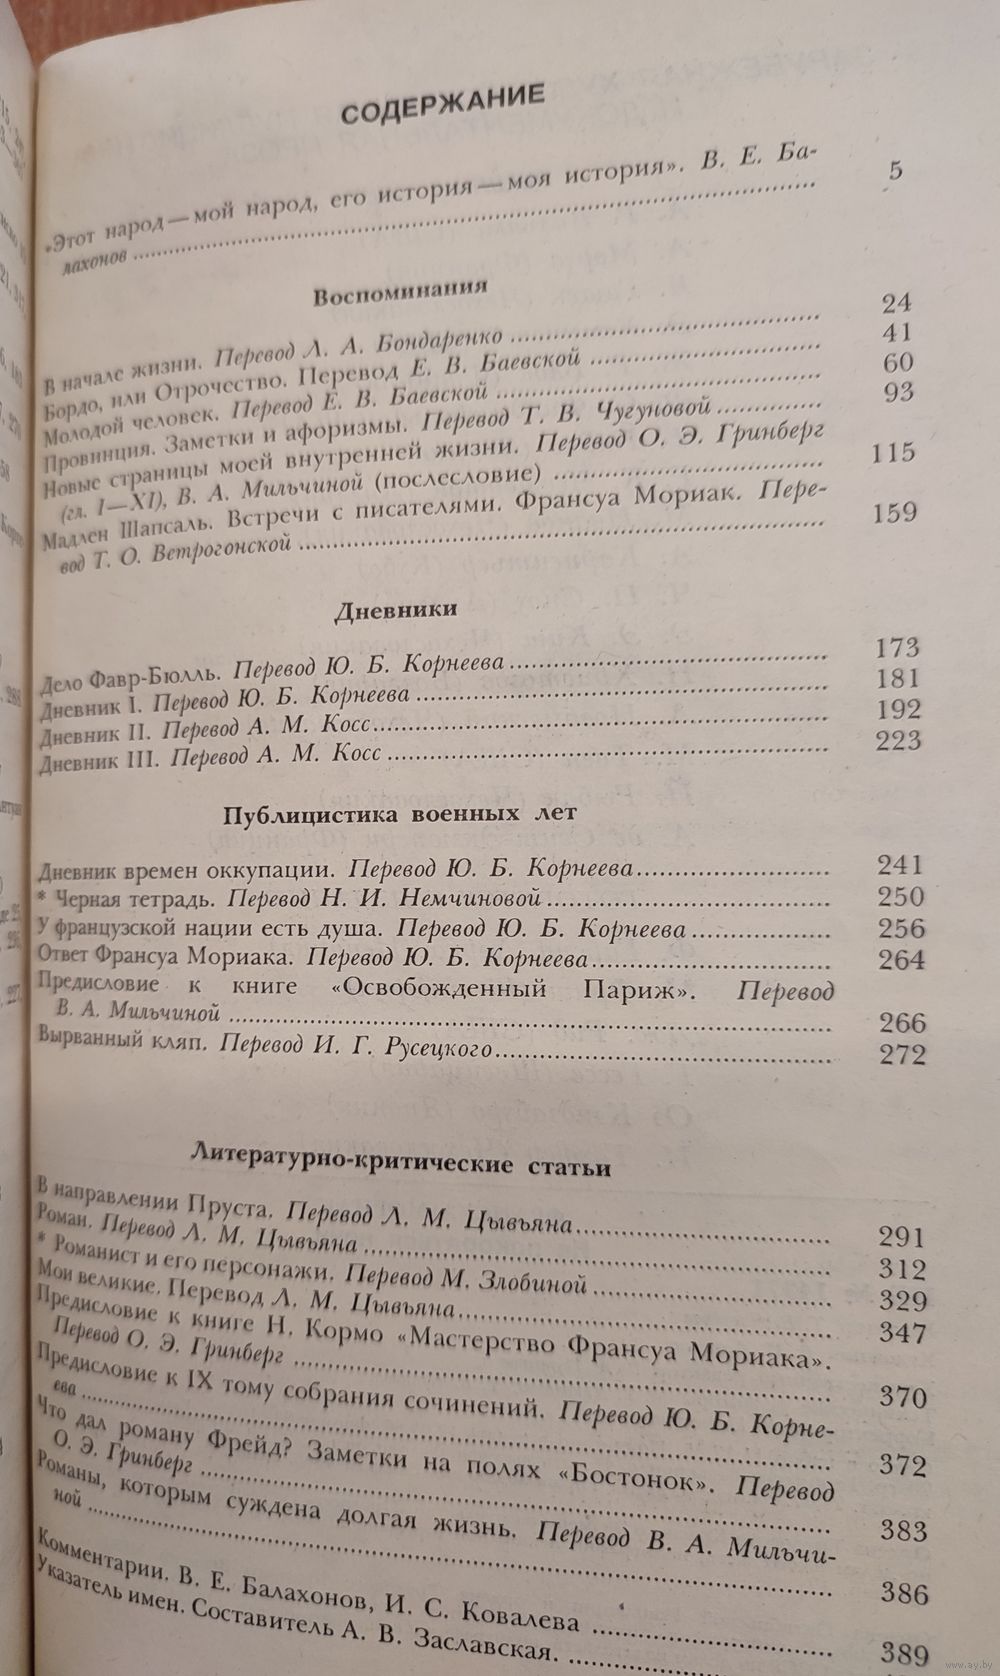 СОДЕРЖАНИЕ
«Этот народ — мой народ, его история — моя история». В. Е. Ба-
лахонов ........ 5
Воспоминания
В начале жизни. Перевод Л. А. Бондаренко ........ 24
Бордо, или Отрочество. Перевод Е. В. Баевской ........ 41
Молодой человек. Перевод Е. В. Баевской ........ 60
Провинция. Заметки и афоризмы. Перевод Т. В. Чугуновой ........ 93
Новые страницы моей внутренней жизни. Перевод О. Э. Гринберг
(гл. I—XI), В. А. Мильчиной (послесловие) ........ 115
Мадлен Шапсаль. Встречи с писателями. Франсуа Мориак. Пере-
вод Т. О. Ветрогонской ........ 159
Дневники
Дело Фавр-Бюлль. Перевод Ю. Б. Корнеева ........ 173
Дневник I. Перевод Ю. Б. Корнеева ........ 181
Дневник II. Перевод А. М. Косс ........ 192
Дневник III. Перевод А. М. Косс ........ 223
Публицистика военных лет
Дневник времен оккупации. Перевод Ю. Б. Корнеева ........ 241
* Черная тетрадь. Перевод Н. И. Немчиновой ........ 250
У французской нации есть душа. Перевод Ю. Б. Корнеева ........ 256
Ответ Франсуа Мориака. Перевод Ю. Б. Корнеева ........ 264
Предисловие к книге «Освобожденный Париж». Перевод
В. А. Мильчиной ........ 266
Вырванный кляп. Перевод И. Г. Русецкого ........ 272
Литературно-критические статьи
В направлении Пруста. Перевод Л. М. Цывьяна ........ 291
Роман. Перевод Л. М. Цывьяна ........ 312
* Романист и его персонажи. Перевод М. Злобиной ........ 329
Мои великие. Перевод Л. М. Цывьяна ........ 347
Предисловие к книге Н. Кормо «Мастерство Франсуа Мориака».
Перевод О. Э. Гринберг ........ 370
Предисловие к IX тому собрания сочинений. Перевод Ю. Б. Корне-
ева ........ 372
Что дал роману Фрейд? Заметки на полях «Бостонок». Перевод
О. Э. Гринберг ........ 383
Романы, которым суждена долгая жизнь. Перевод В. А. Мильчи-
ной ........ 386
Комментарии. В. Е. Балахонов, И. С. Ковалева ........ 389
Указатель имен. Составитель А. В. Заславская. ........
www.ay.by